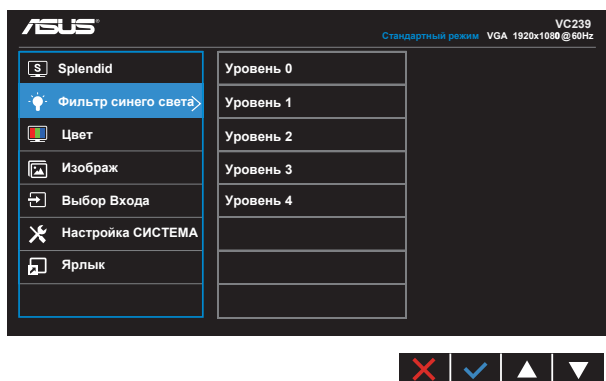 ASUS
VC239
Стандартный режим VGA 1920x1080@60Hz
S Splendid
Фильтр синего света
Цвет
Изображ
Выбор Входа
Настройка СИСТЕМА
Ярлык
Уровень 0
Уровень 1
Уровень 2
Уровень 3
Уровень 4